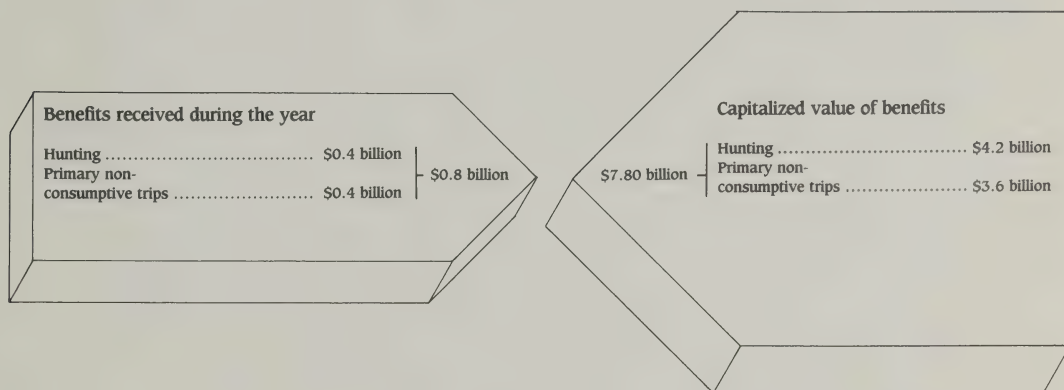 Benefits received during the year
Hunting ................................ $0.4 billion
Primary non-
consumptive trips ...................... $0.4 billion
$0.8 billion
Capitalized value of benefits
$7.80 billion
Hunting ................................ $4.2 billion
Primary non-
consumptive trips ...................... $3.6 billion